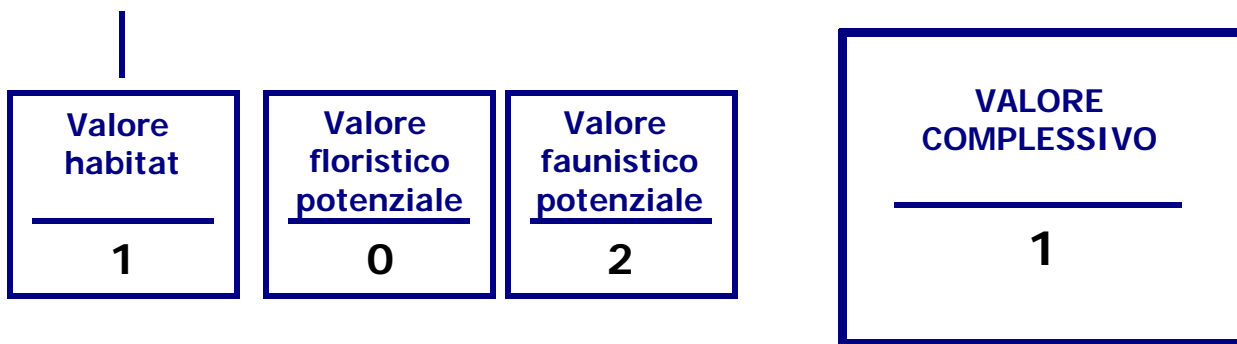 Valore
habitat
1
Valore
floristico
potenziale
0
Valore
faunistico
potenziale
2
VALORE
COMPLESSIVO
1